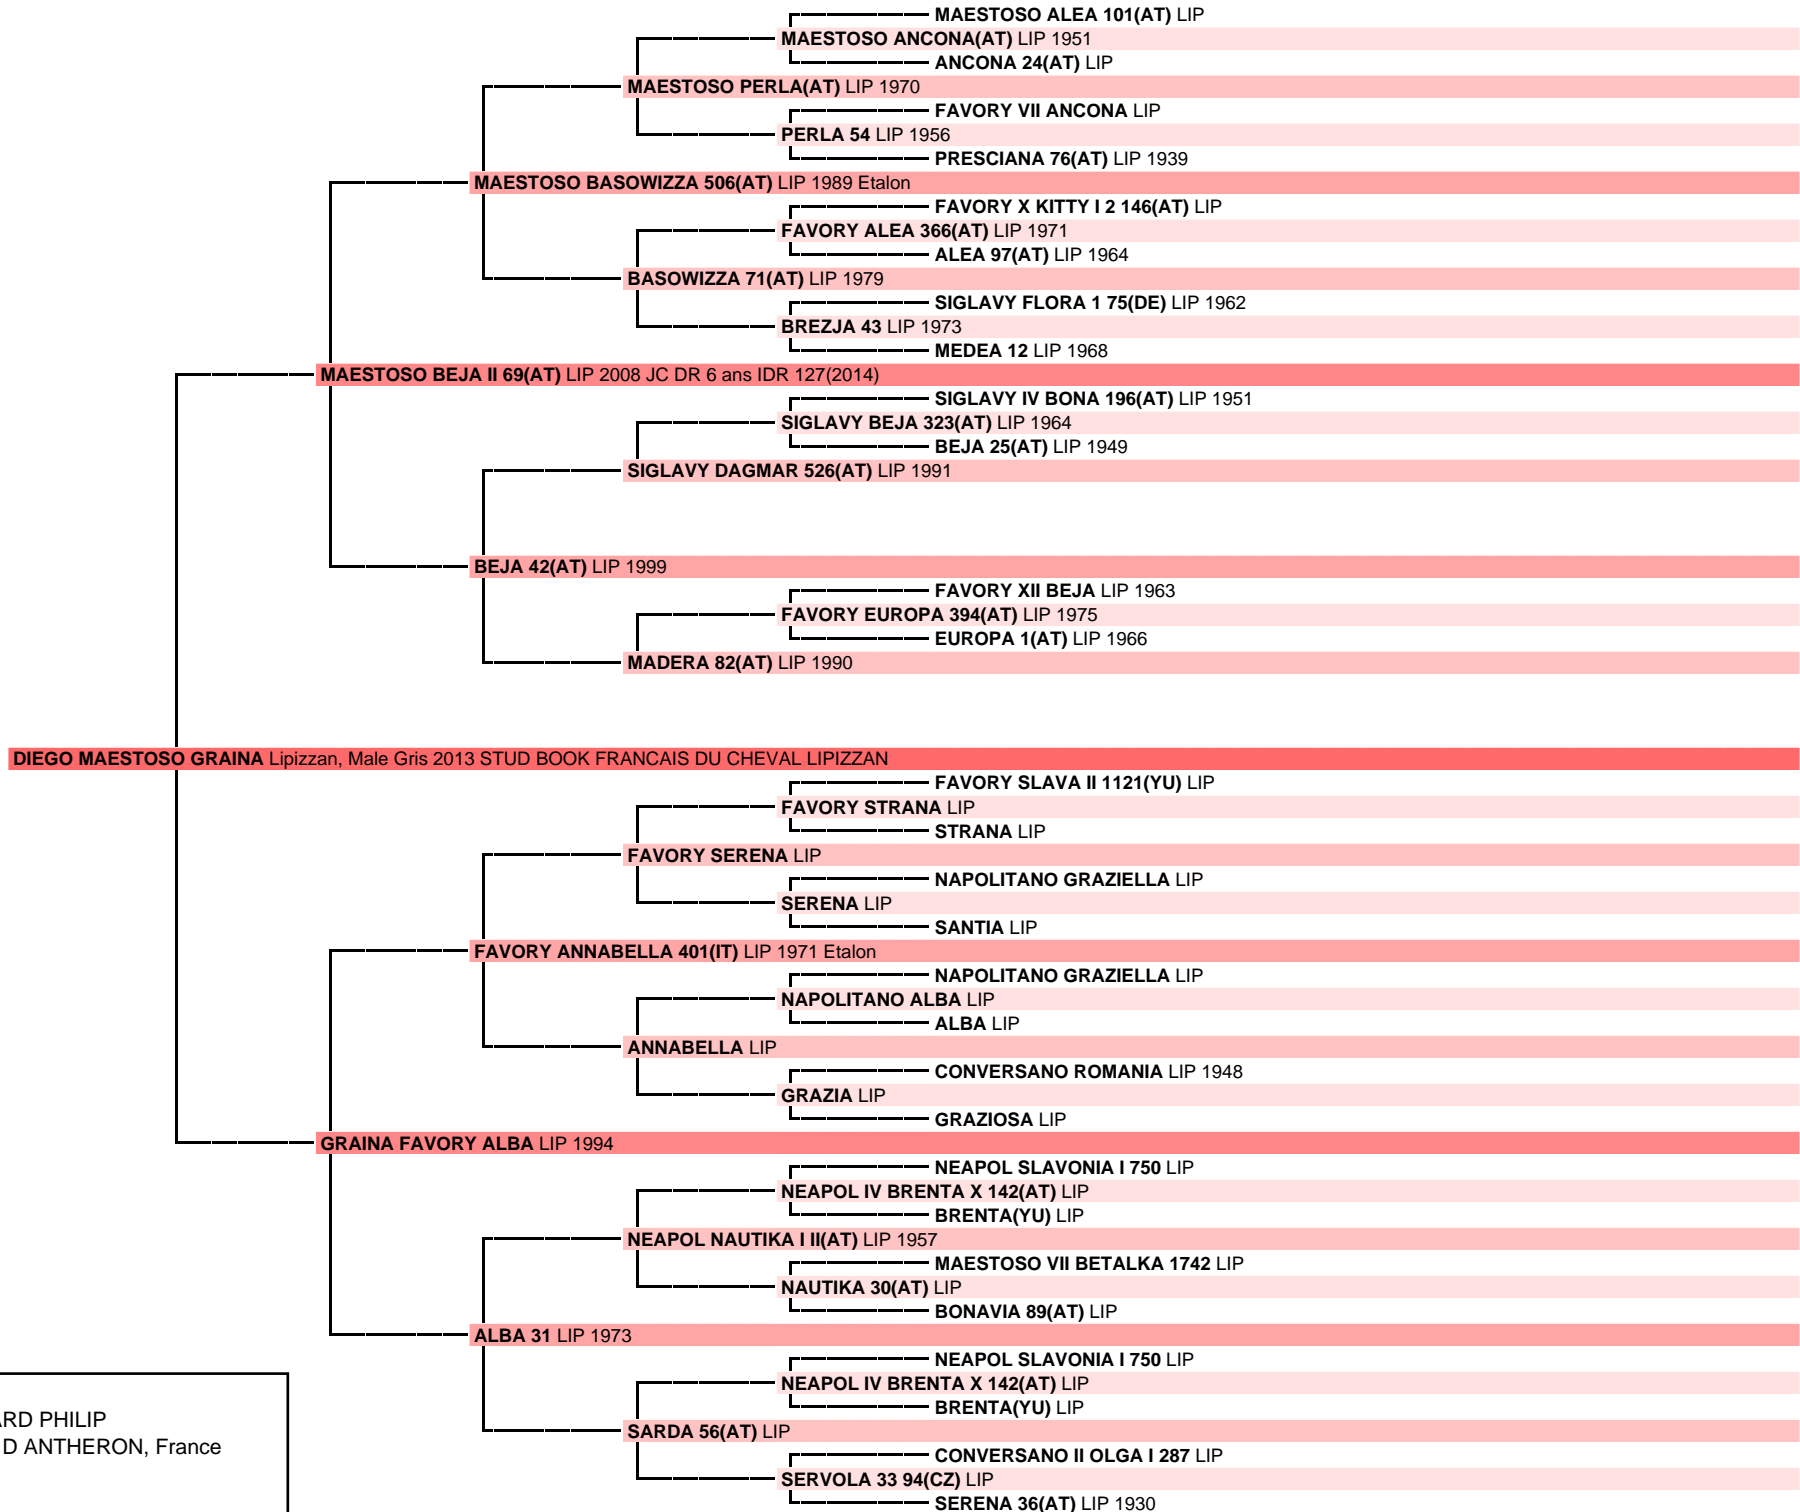 MAESTOSO ALEA 101(AT) LIP
MAESTOSO ANCONA(AT) LIP 1951
ANCONA 24(AT) LIP
MAESTOSO PERLA(AT) LIP 1970
FAVORY VII ANCONA LIP
PERLA 54 LIP 1956
PRESCIANA 76(AT) LIP 1939
MAESTOSO BASOWIZZA 506(AT) LIP 1989 Etalon
FAVORY X KITTY I 2 146(AT) LIP
FAVORY ALEA 366(AT) LIP 1971
ALEA 97(AT) LIP 1964
BASOWIZZA 71(AT) LIP 1979
SIGLAVY FLORA 1 75(DE) LIP 1962
BREZJA 43 LIP 1973
MEDEA 12 LIP 1968
MAESTOSO BEJA II 69(AT) LIP 2008 JC DR 6 ans IDR 127(2014)
SIGLAVY IV BONA 196(AT) LIP 1951
SIGLAVY BEJA 323(AT) LIP 1964
BEJA 25(AT) LIP 1949
SIGLAVY DAGMAR 526(AT) LIP 1991
BEJA 42(AT) LIP 1999
FAVORY XII BEJA LIP 1963
FAVORY EUROPA 394(AT) LIP 1975
EUROPA 1(AT) LIP 1966
MADERA 82(AT) LIP 1990
DIEGO MAESTOSO GRAINA Lipizzan, Male Gris 2013 STUD BOOK FRANCAIS DU CHEVAL LIPIZZAN
FAVORY SLAVA II 1121(YU) LIP
FAVORY STRANA LIP
STRANA LIP
FAVORY SERENA LIP
NAPOLITANO GRAZIELLA LIP
SERENA LIP
SANTIA LIP
FAVORY ANNABELLA 401(IT) LIP 1971 Etalon
NAPOLITANO GRAZIELLA LIP
NAPOLITANO ALBA LIP
ALBA LIP
ANNABELLA LIP
CONVERSANO ROMANIA LIP 1948
GRAZIA LIP
GRAZIOSA LIP
GRAINA FAVORY ALBA LIP 1994
NEAPOL SLAVONIA I 750 LIP
NEAPOL IV BRENTA X 142(AT) LIP
BRENTA(YU) LIP
NEAPOL NAUTIKA I II(AT) LIP 1957
MAESTOSO VII BETALKA 1742 LIP
NAUTIKA 30(AT) LIP
BONAVIA 89(AT) LIP
ALBA 31 LIP 1973
NEAPOL SLAVONIA I 750 LIP
NEAPOL IV BRENTA X 142(AT) LIP
BRENTA(YU) LIP
SARDA 56(AT) LIP
CONVERSANO II OLGA I 287 LIP
SERVOLA 33 94(CZ) LIP
SERENA 36(AT) LIP 1930
ARD PHILIP
D ANTHERON, France